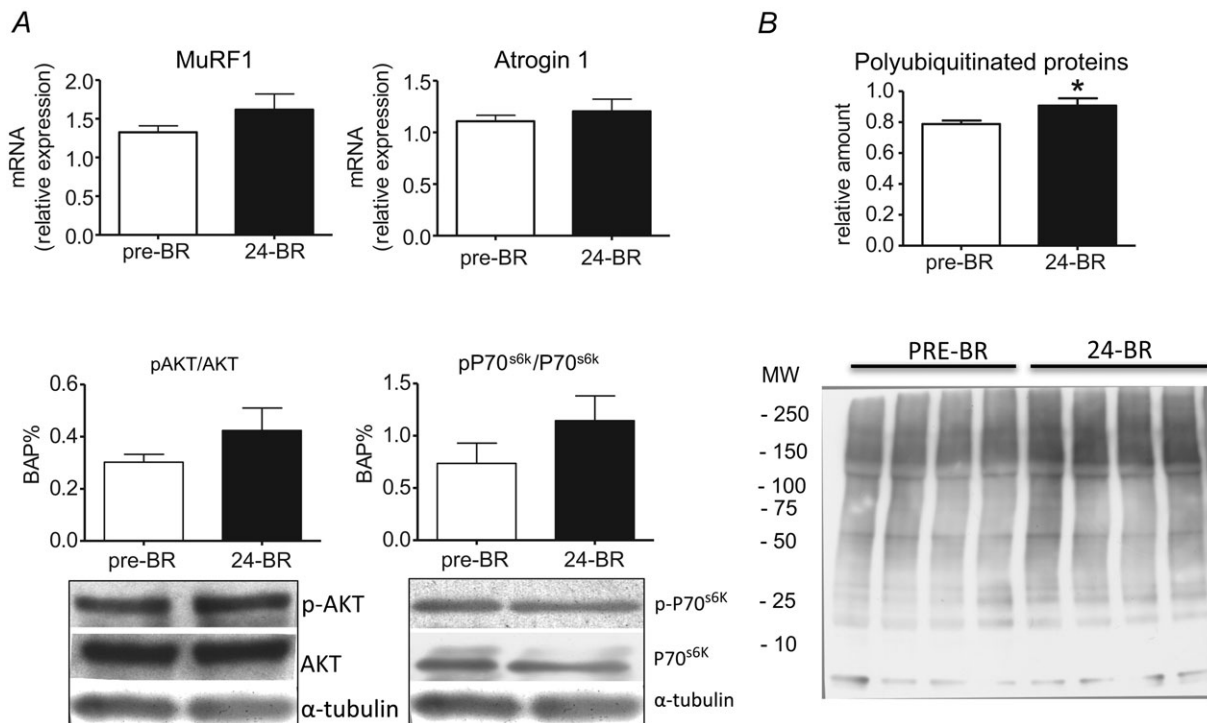 A
MuRF1
mRNA
(relative expression)
2.0
1.5
1.0
0.5
0.0
pre-BR
24-BR
Atrogin 1
mRNA
(relative expression)
1.5
1.0
0.5
0.0
pre-BR
24-BR
B
Polyubiquitinated proteins
relative amount
1.0
0.8
0.6
0.4
0.2
0.0
*
pre-BR
24-BR
pAKT/AKT
BAP%
0.6
0.4
0.2
0.0
pre-BR
24-BR
p-AKT
AKT
α-tubulin
pP70s6k/P70s6k
BAP%
1.5
1.0
0.5
0.0
pre-BR
24-BR
p-P70s6K
P70s6K
α-tubulin
PRE-BR
24-BR
MW
- 250
- 150
- 100
- 75
- 50
- 25
- 10